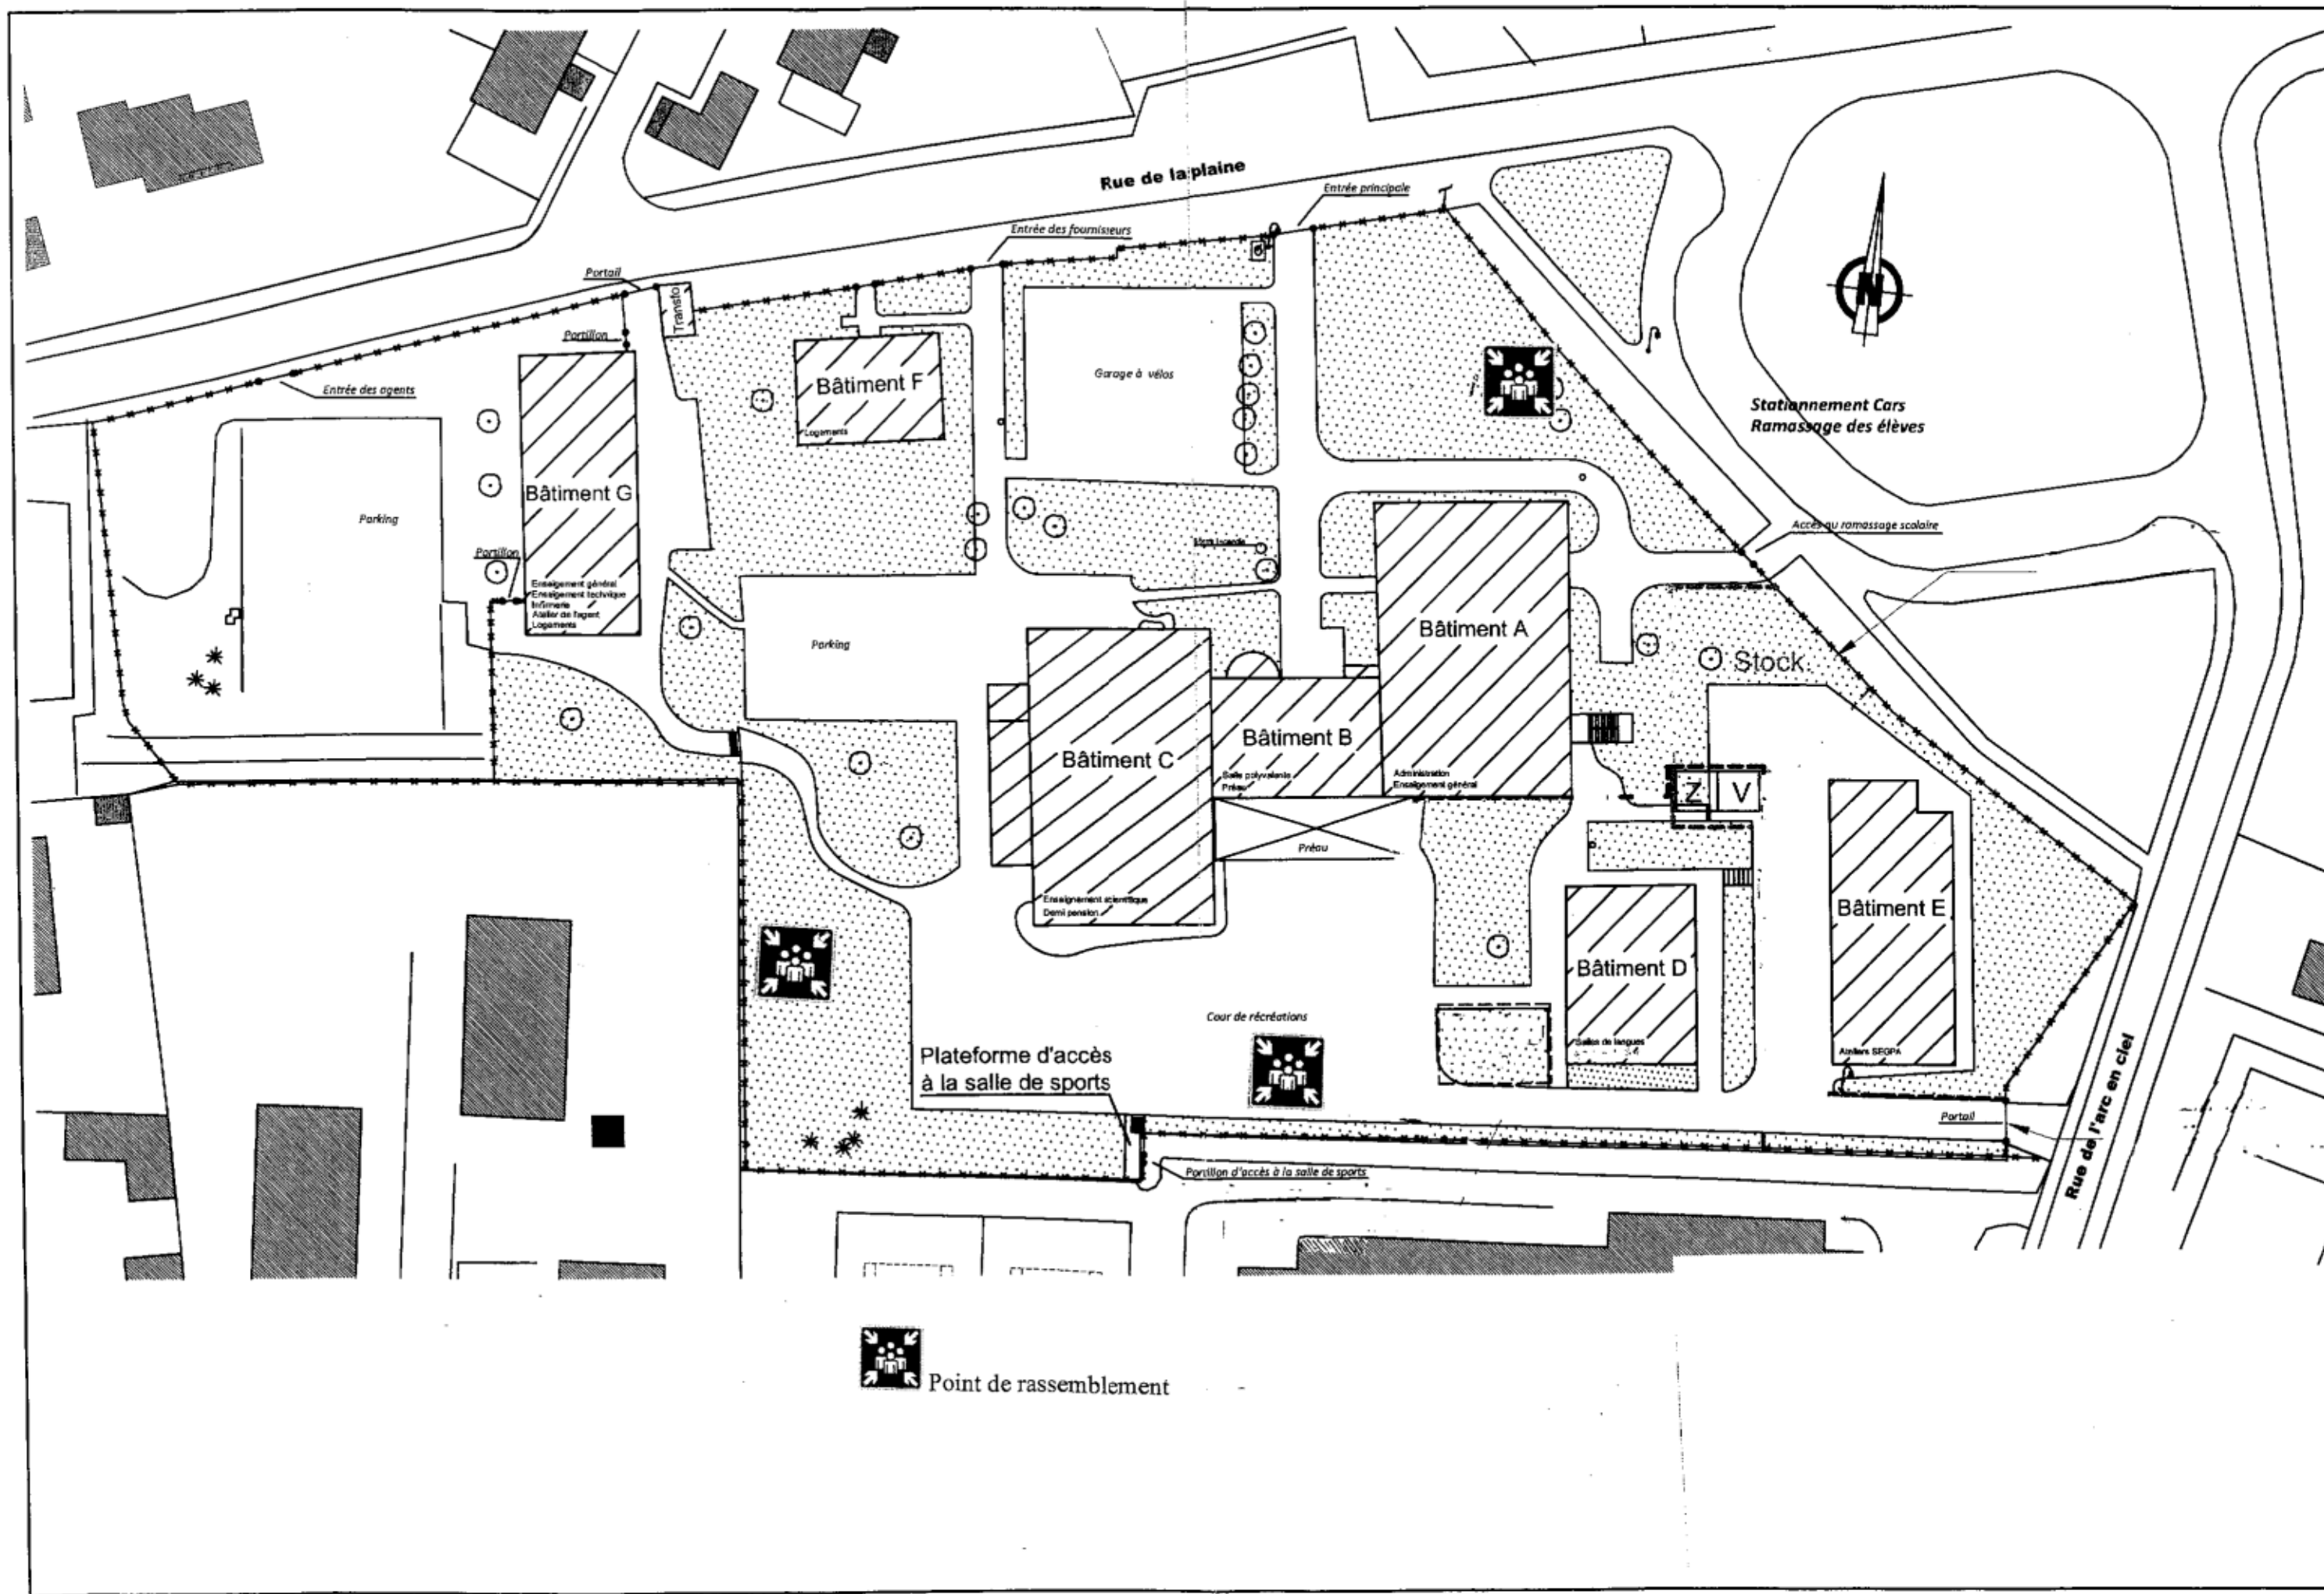 Rue de la plaine
Entrée principale
Entrée des fournisseurs
Portail
Transfo
Portillon
Entrée des agents
Bâtiment F
Logements
Garage à vélos
N
Stationnement Cars
Ramassage des élèves
Bâtiment G
Parking
Portillon
Enseigement général
Enseigement technique
Infirmerie
Atelier de l'agent
Logements
Accès au ramassage scolaire
Parking
Bâtiment A
Stock
Bâtiment B
Bâtiment C
Salle polyvalente
Préau
Administration
Enseigement général
Z
V
Préau
Enseignement scientifique
Demi pension
Bâtiment E
Bâtiment D
Cour de récréations
Plateforme d'accès
à la salle de sports
Salles de langues
Ateliers SEGPA
Portail
Rue de l'arc en ciel
Portillon d'accès à la salle de sports
Point de rassemblement